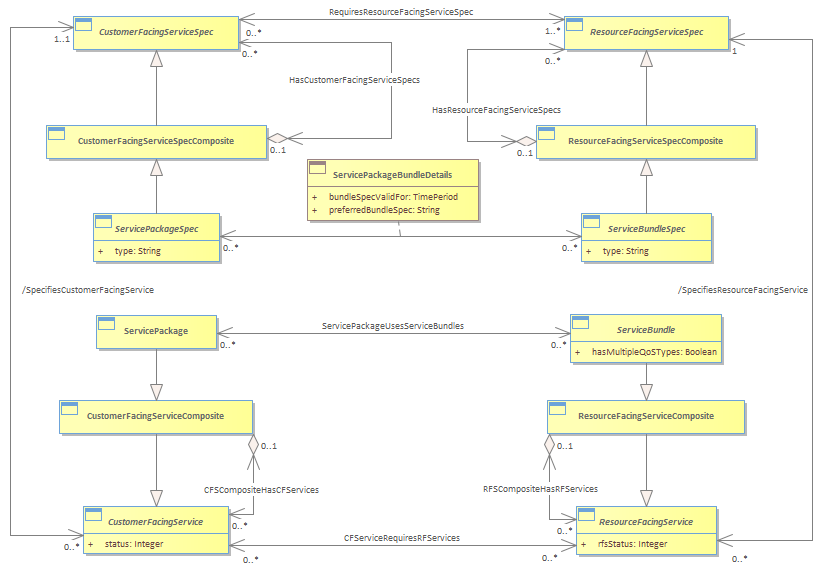 RequiresResourceFacingServiceSpec
CustomerFacingServiceSpec
ResourceFacingServiceSpec
1..1
0..*
1..*
1
0..*
0..*
HasCustomerFacingServiceSpecs
HasResourceFacingServiceSpecs
CustomerFacingServiceSpecComposite
ResourceFacingServiceSpecComposite
0..1
0..1
ServicePackageBundleDetails
+ bundleSpecValidFor: TimePeriod
+ preferredBundleSpec: String
ServicePackageSpec
+ type: String
ServiceBundleSpec
+ type: String
0..*
0..*
/SpecifiesCustomerFacingService
/SpecifiesResourceFacingService
ServicePackage
ServicePackageUsesServiceBundles
ServiceBundle
+ hasMultipleQoSTypes: Boolean
0..*
0..*
CustomerFacingServiceComposite
ResourceFacingServiceComposite
0..1
0..1
CFSCompositeHasCFServices
RFSCompositeHasRFServices
CustomerFacingService
+ status: Integer
ResourceFacingService
+ rfsStatus: Integer
0..*
0..*
CFServiceRequiresRFServices
0..*
0..*
0..*
0..*